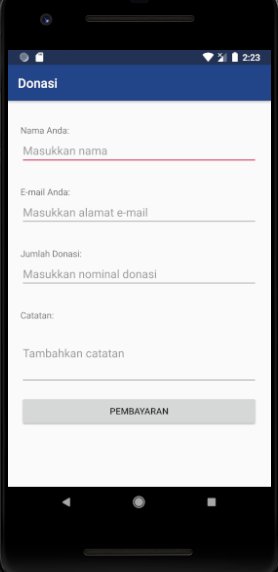 2:23
Donasi
Nama Anda:
Masukkan nama
E-mail Anda:
Masukkan alamat e-mail
Jumlah Donasi:
Masukkan nominal donasi
Catatan:
Tambahkan catatan
PEMBAYARAN